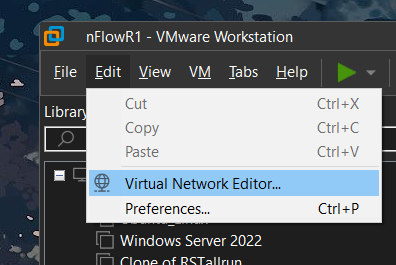 nFlowR1 - VMware Workstation
File Edit View VM Tabs Help
Library
Cut Ctrl+X
Copy Ctrl+C
Paste Ctrl+V
Virtual Network Editor...
Preferences... Ctrl+P
Windows Server 2022
Clone of RSTallrun